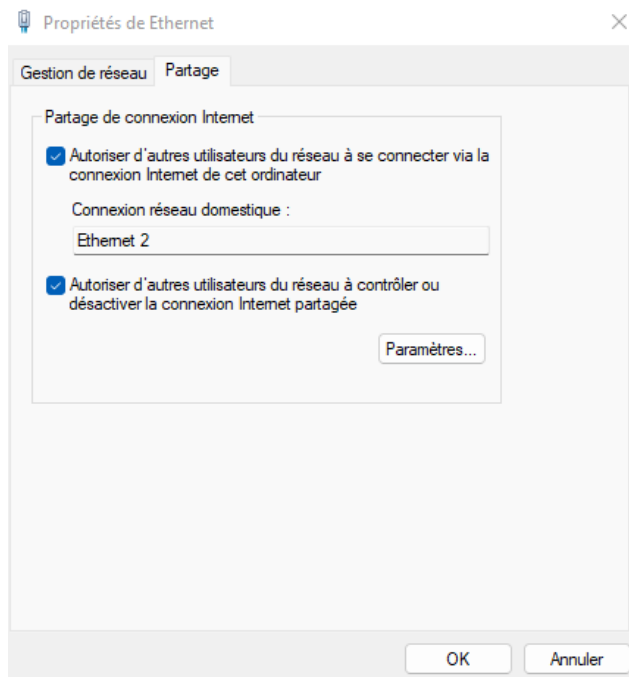 Propriétés de Ethernet
Gestion de réseau
Partage
Partage de connexion Internet
Autoriser d'autres utilisateurs du réseau à se connecter via la
connexion Internet de cet ordinateur
Connexion réseau domestique :
Ethernet 2
Autoriser d'autres utilisateurs du réseau à contrôler ou
désactiver la connexion Internet partagée
Paramètres...
OK
Annuler